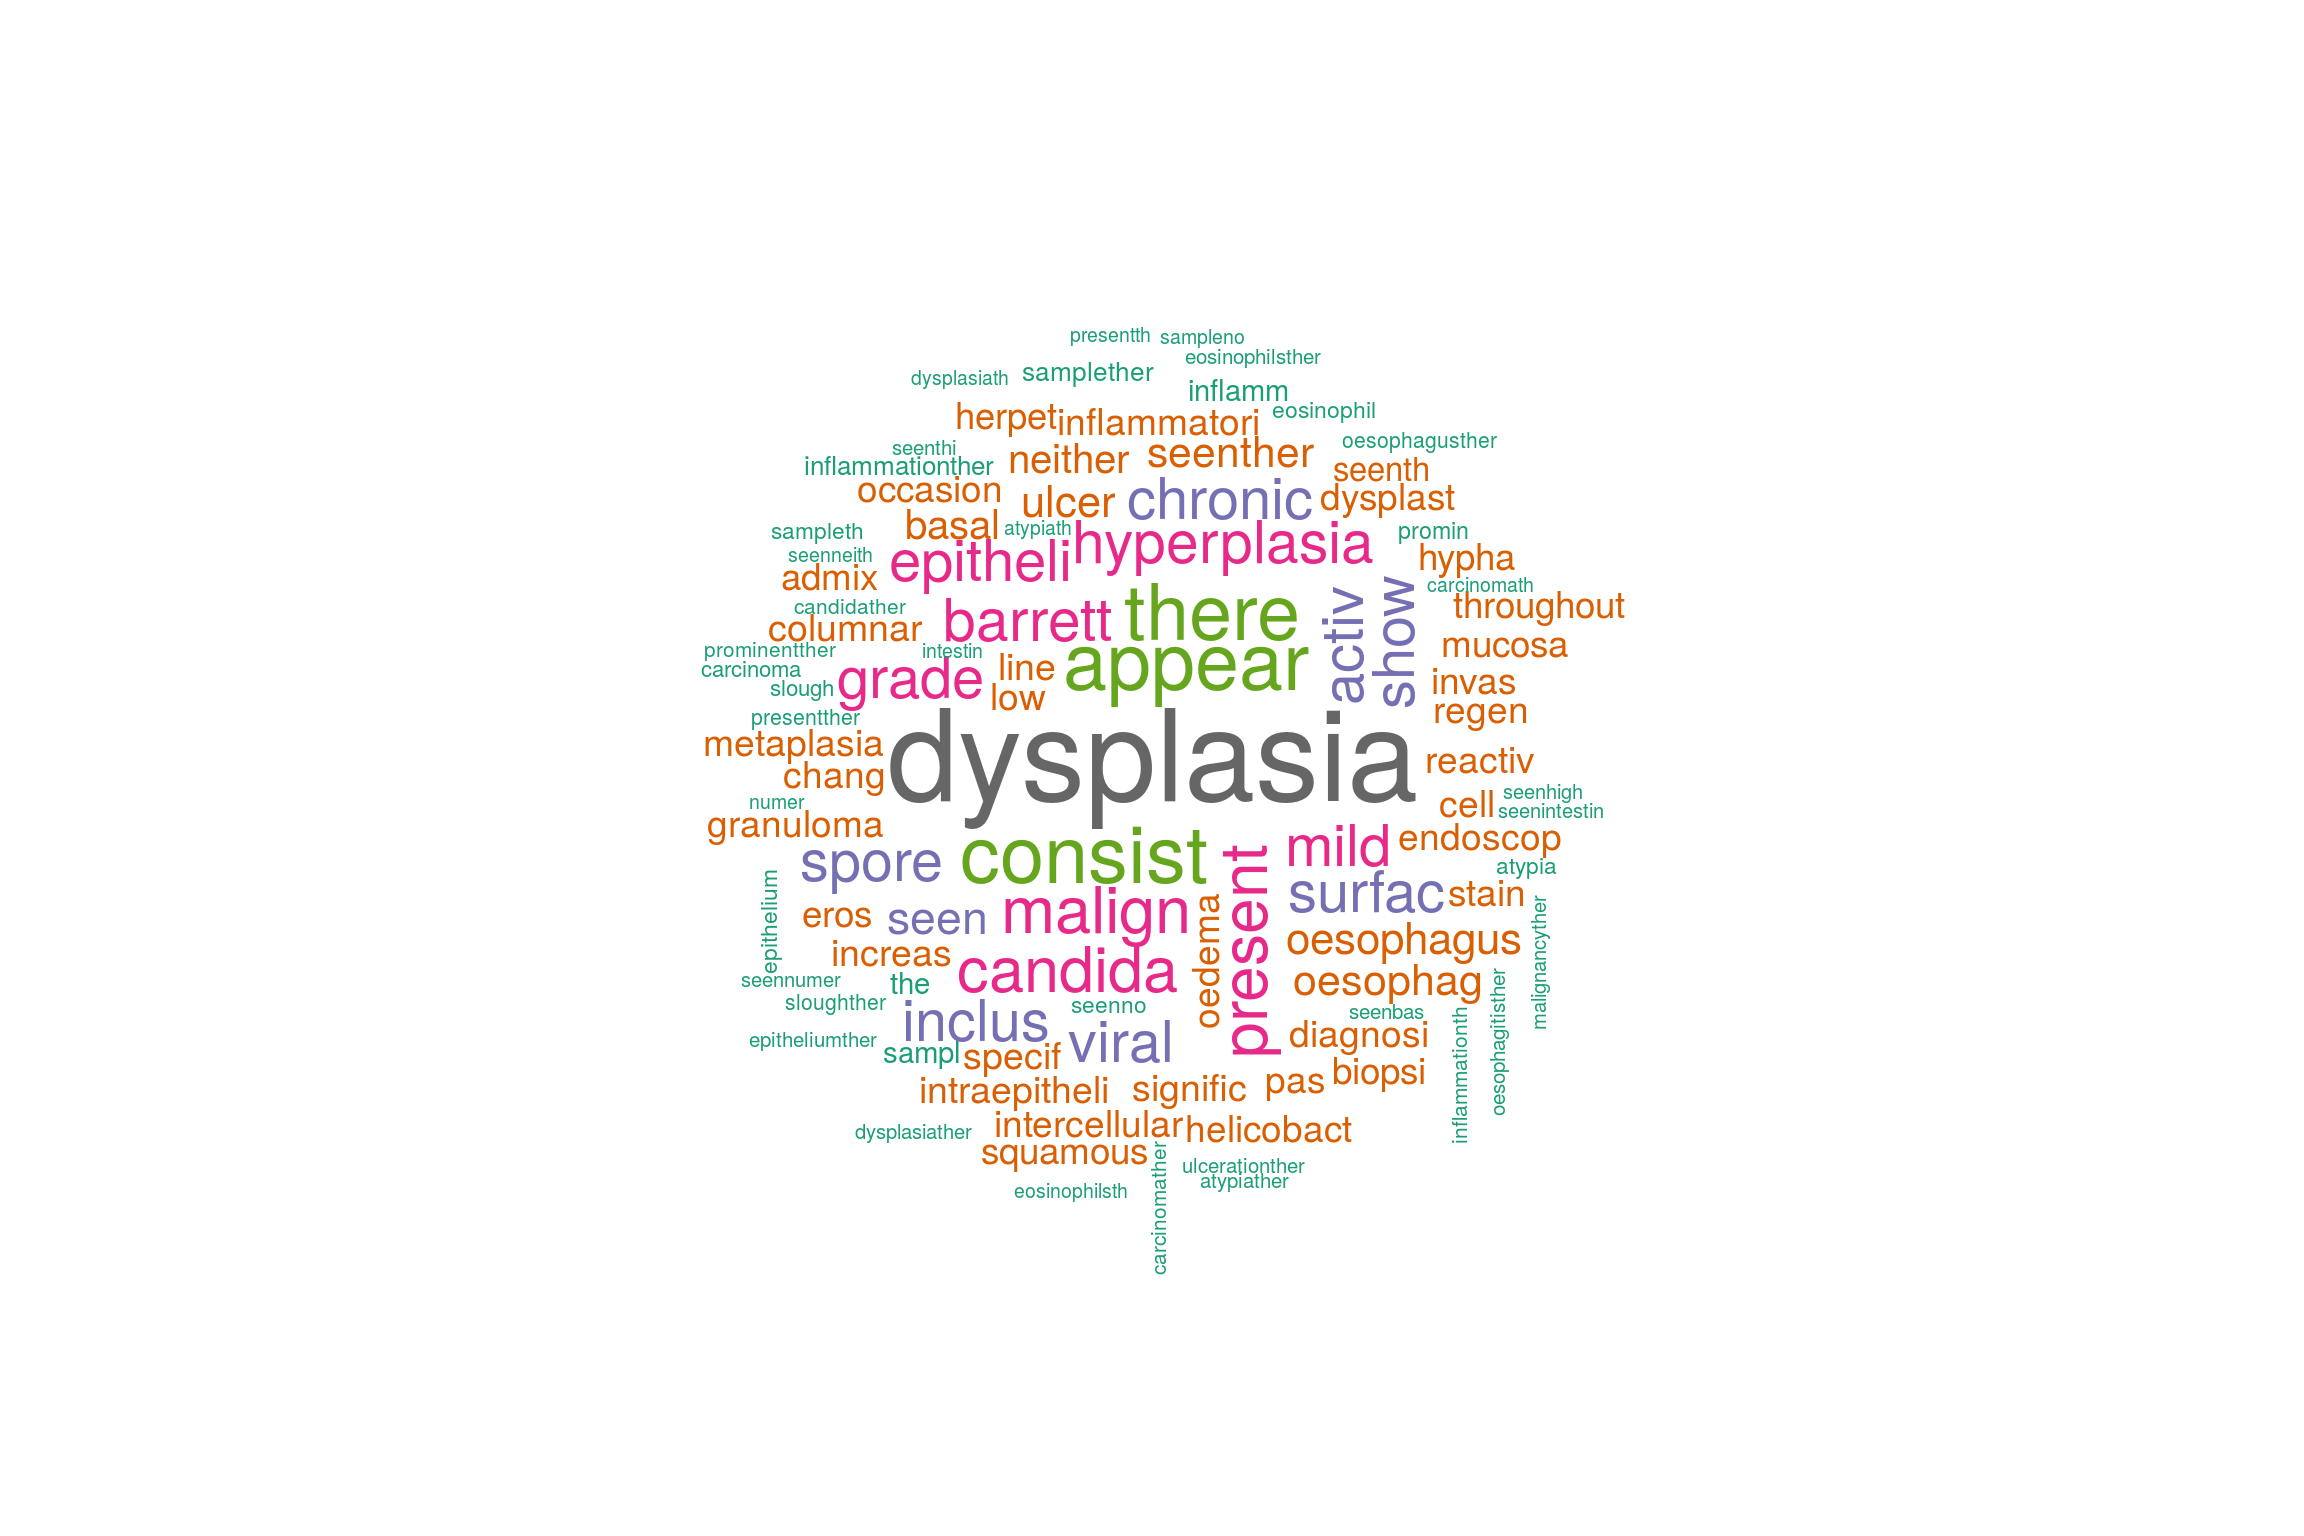 presentth
sampleno
eosinophilsther
dysplasiath
samplether
inflamm
eosinophil
herpet
inflammatori
oesophagusther
seenthi
neither
seenther
inflammationther
seenth
occasion
ulcer
chronic
dysplast
basal
atypiath
sampleth
promin
hyperplasia
seenneith
epitheli
hypha
admix
carcinomath
candidather
barrett
there
activ
show
throughout
columnar
prominentther
intestin
mucosa
carcinoma
grade
line
appear
slough
low
invas
regen
presentther
metaplasia
dysplasia
reactiv
chang
numer
seenhigh
cell
seenintestin
granuloma
endoscop
spore
consist
mild
atypia
present
surfac
stain
epithelium
eros
seen
malign
oedema
oesophagus
malignancyther
increas
candida
oesophag
seennumer
the
sloughther
inclus
seenno
seenbas
oesophagitisther
inflammationth
epitheliumther
sampl
specif
viral
diagnosi
intraepitheli
signific
pas
biopsi
dysplasiather
intercellular
helicobact
squamous
carcinomather
ulcerationther
atypiather
eosinophilsth